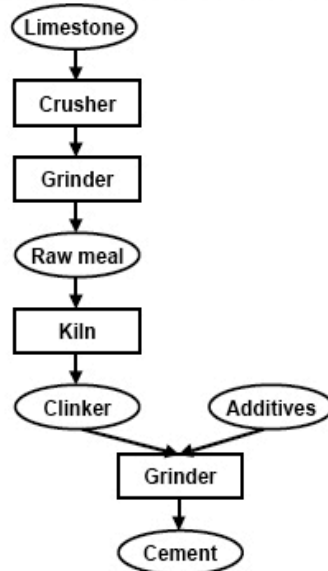 Limestone
Crusher
Grinder
Raw meal
Kiln
Clinker
Additives
Grinder
Cement